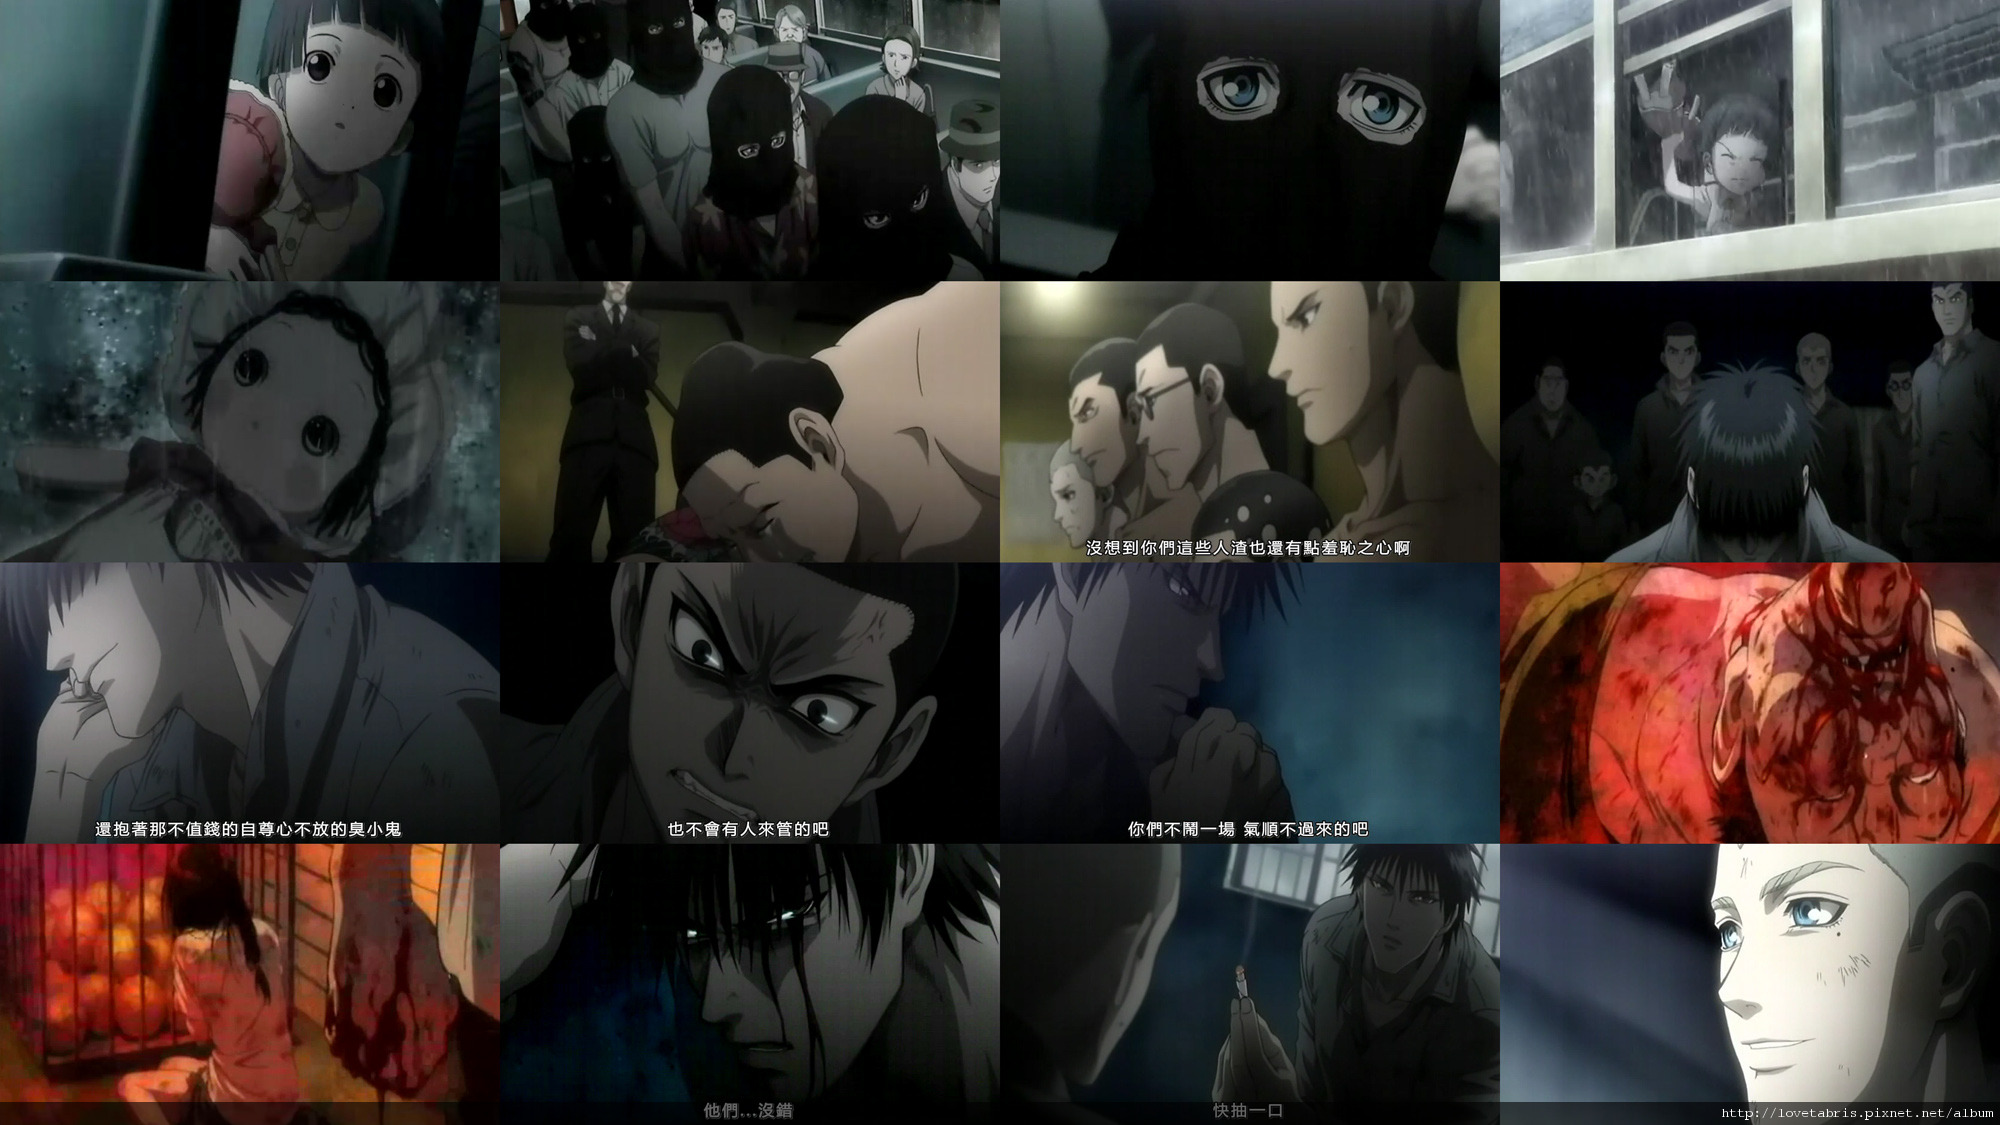 沒想到你們這些人渣也還有點羞恥之心啊
還抱著那不值錢的自尊心不放的臭小鬼
也不會有人來管的吧
你們不鬧一場 氣順不過來的吧
他們...沒錯
快抽一口
http://lovetabris.pixnet.net/album